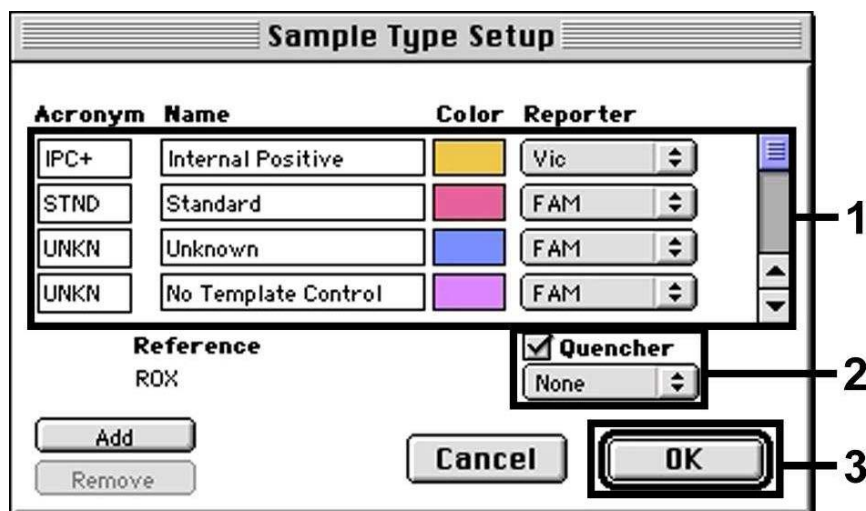 Sample Type Setup
Acronym Name Color Reporter
IPC+ Internal Positive Vic
STND Standard FAM
1
UNKN Unknown FAM
UNKN No Template Control FAM
Reference Quencher
ROX None
2
Add
Cancel OK
3
Remove